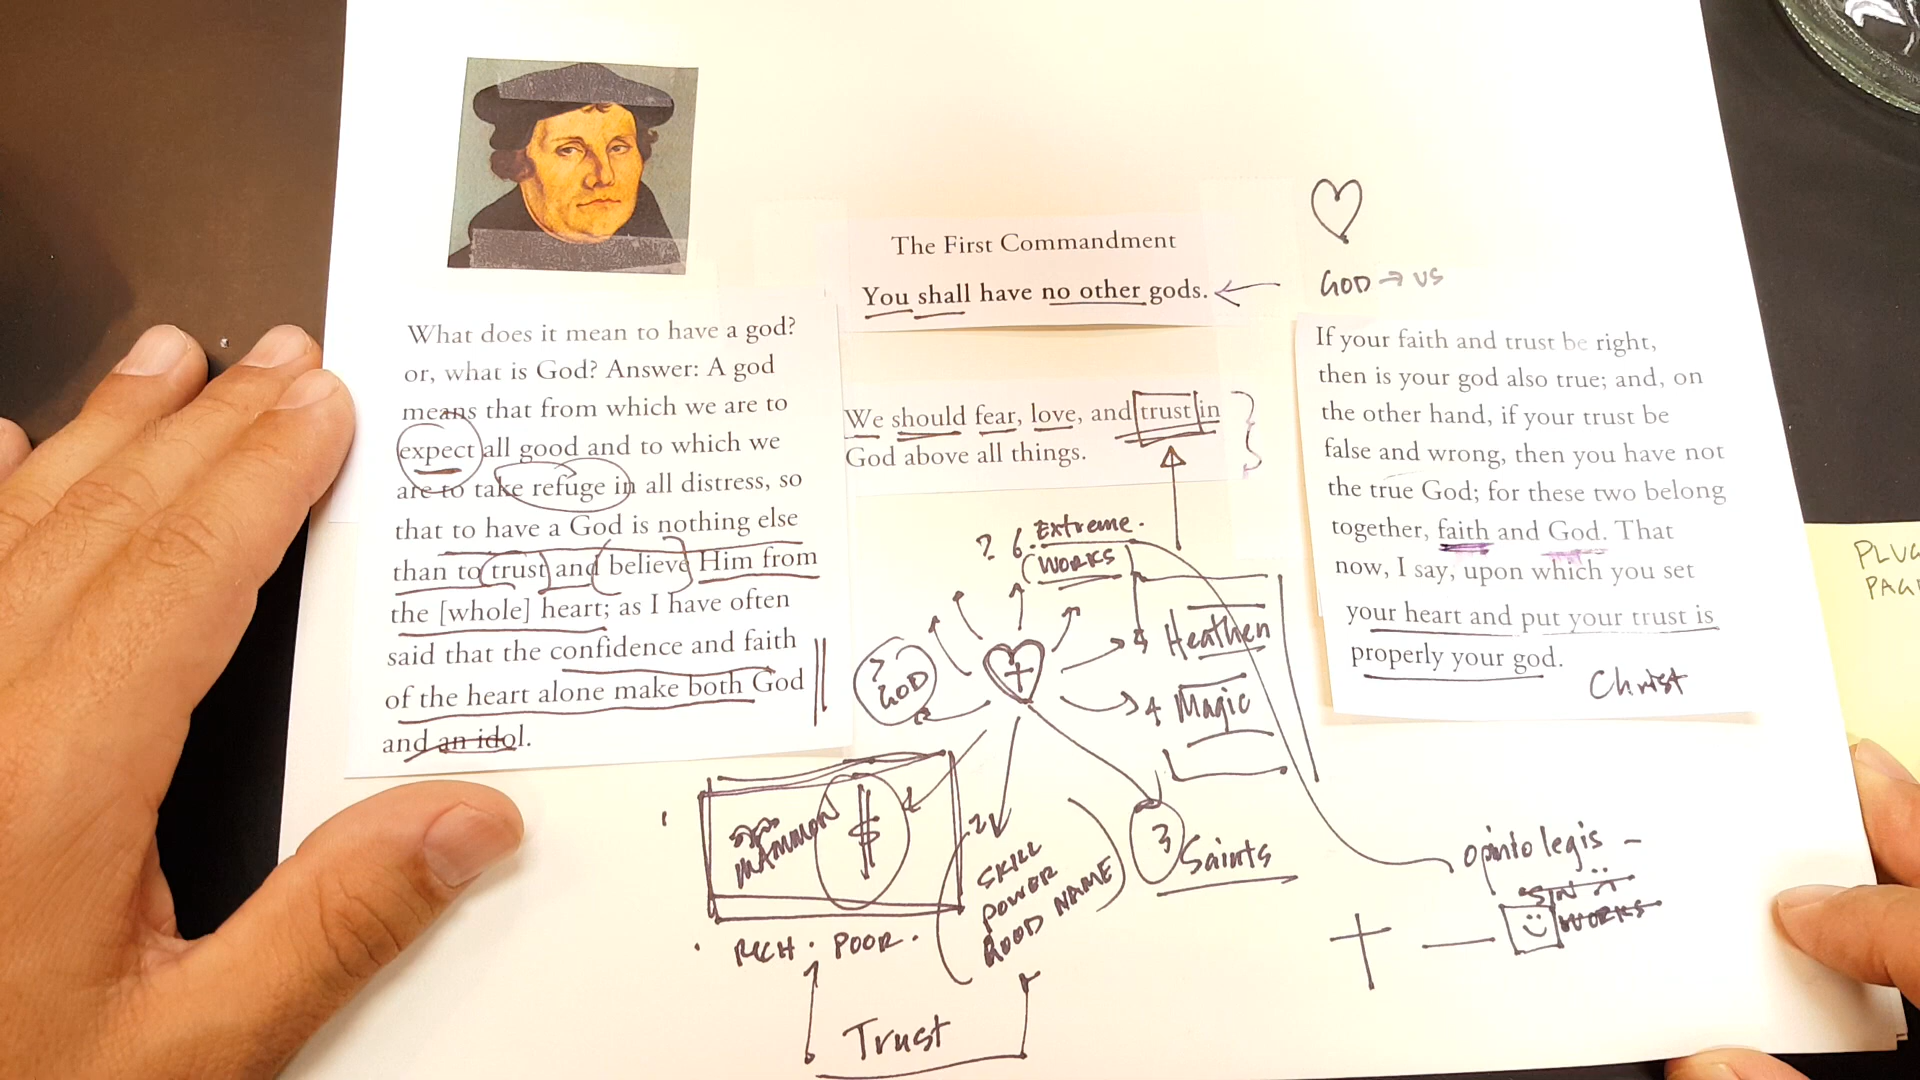 The First Commandment
You shall have no other gods.
GOD → US
What does it mean to have a god?
or, what is God? Answer: A god
means that from which we are to
expect all good and to which we
are to take refuge in all distress, so
that to have a God is nothing else
than to trust and believe Him from
the [whole] heart; as I have often
said that the confidence and faith
of the heart alone make both God
and an idol.
We should fear, love, and trust in
God above all things.
If your faith and trust be right,
then is your god also true; and, on
the other hand, if your trust be
false and wrong, then you have not
the true God; for these two belong
together, faith and God. That
now, I say, upon which you set
your heart and put your trust is
properly your god.
Christ
? 6. Extreme.
(WORKS
Heathen
4 Magic
3 Saints
? GOD
MAMMON $
2
SKILL
POWER
GOOD NAME
RICH · POOR ·
Trust
opinio legis –
SIN
WORKS
PLUG
PAG